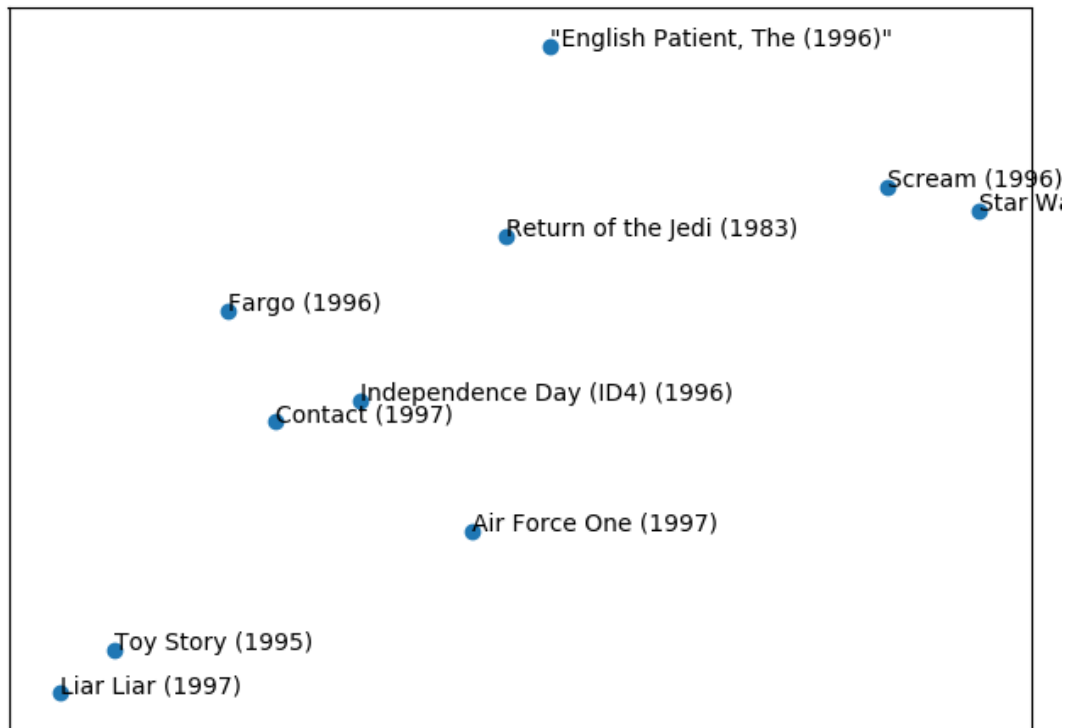 "English Patient, The (1996)"
Scream (1996)
Star
Return of the Jedi (1983)
Fargo (1996)
Independence Day (ID4) (1996)
Contact (1997)
Air Force One (1997)
Toy Story (1995)
Liar Liar (1997)